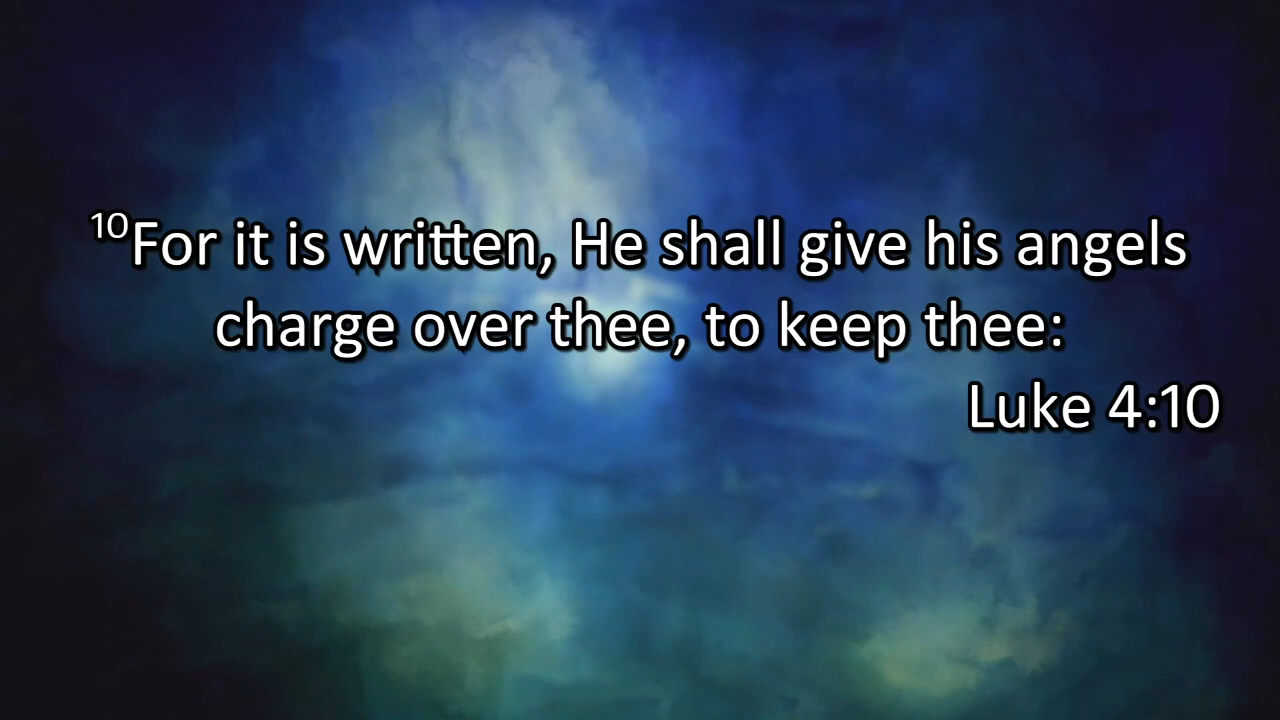 ¹⁰For it is written, He shall give his angels
charge over thee, to keep thee:
Luke 4:10